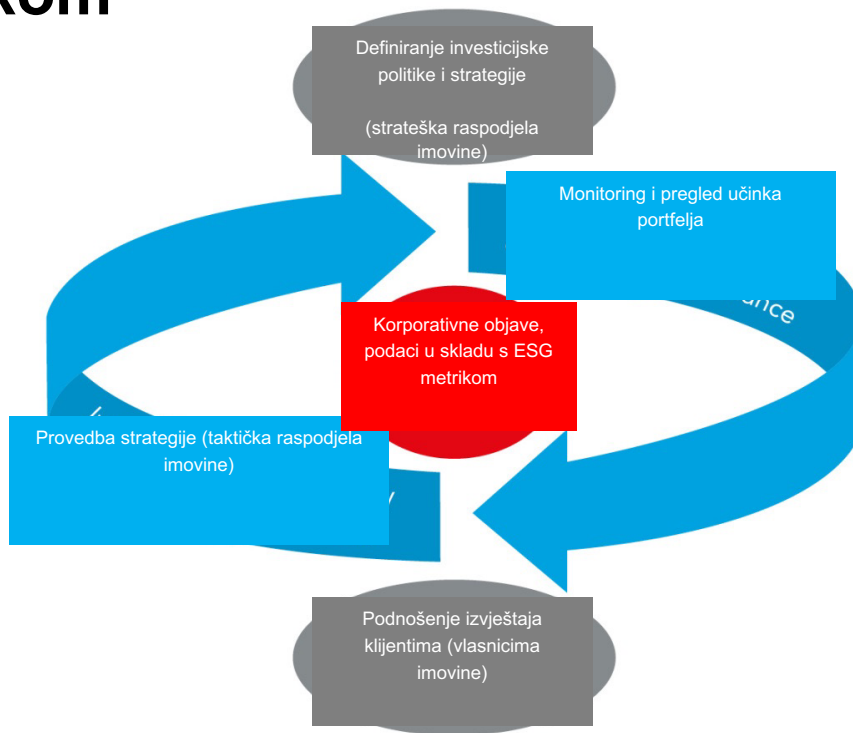 Definiranje investicijske
politike i strategije
(strateška raspodjela
imovine)
Monitoring i pregled učinka
portfelja
Korporativne objave,
podaci u skladu s ESG
metrikom
Provedba strategije (taktička raspodjela
imovine)
Podnošenje izvještaja
klijentima (vlasnicima
imovine)